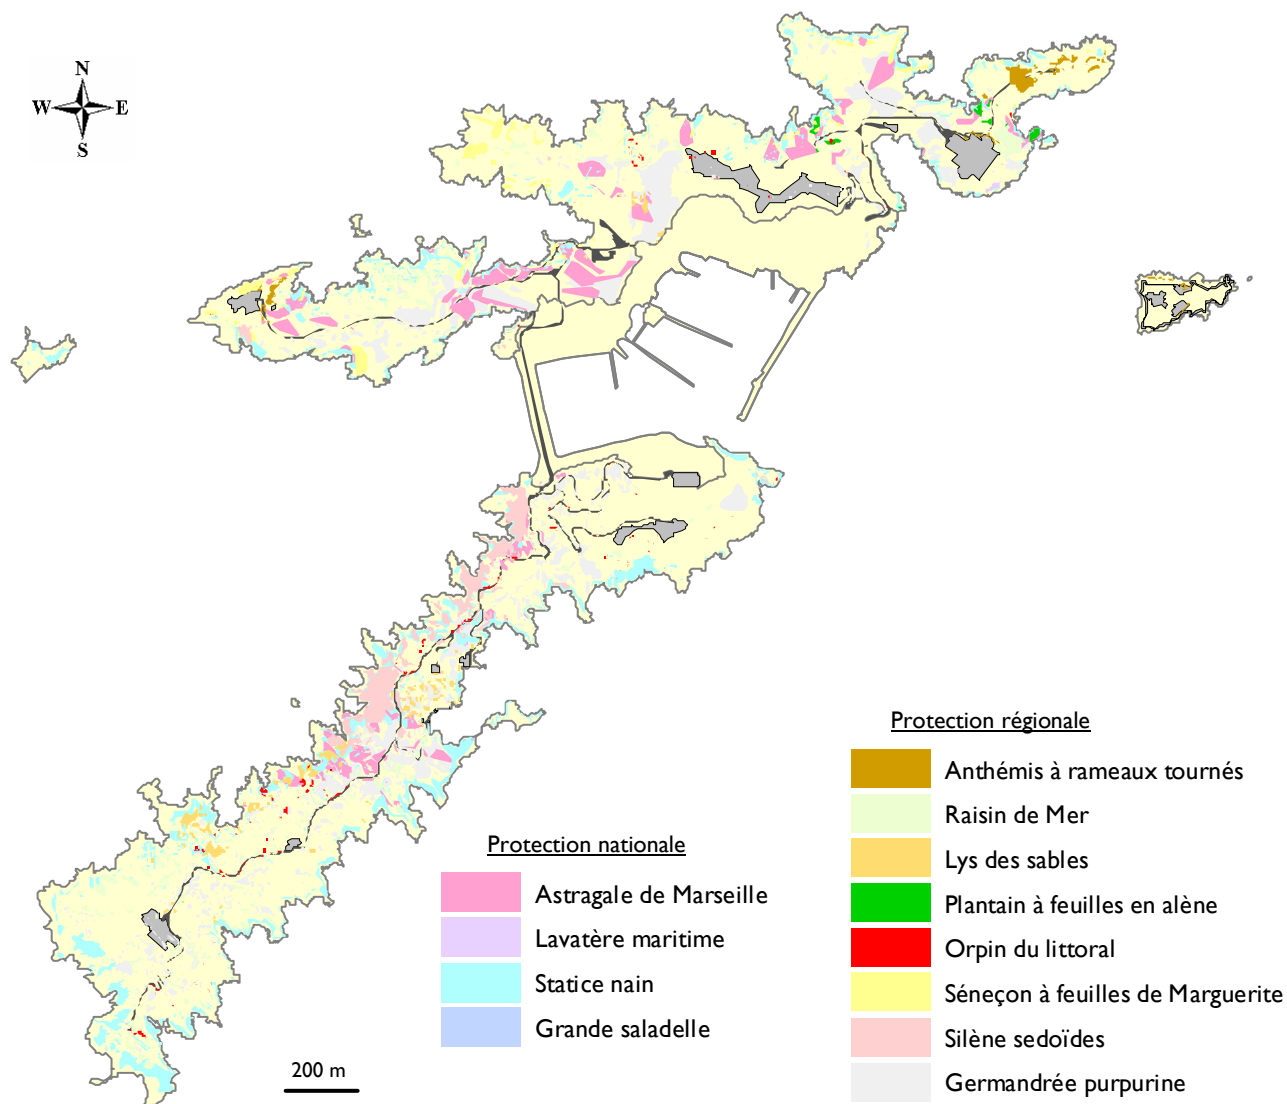 N
W E
S
Protection régionale
Anthémis à rameaux tournés
Raisin de Mer
Lys des sables
Plantain à feuilles en alène
Orpin du littoral
Séneçon à feuilles de Marguerite
Silène sedoïdes
Germandrée purpurine
Protection nationale
Astragale de Marseille
Lavatère maritime
Statice nain
Grande saladelle
200 m